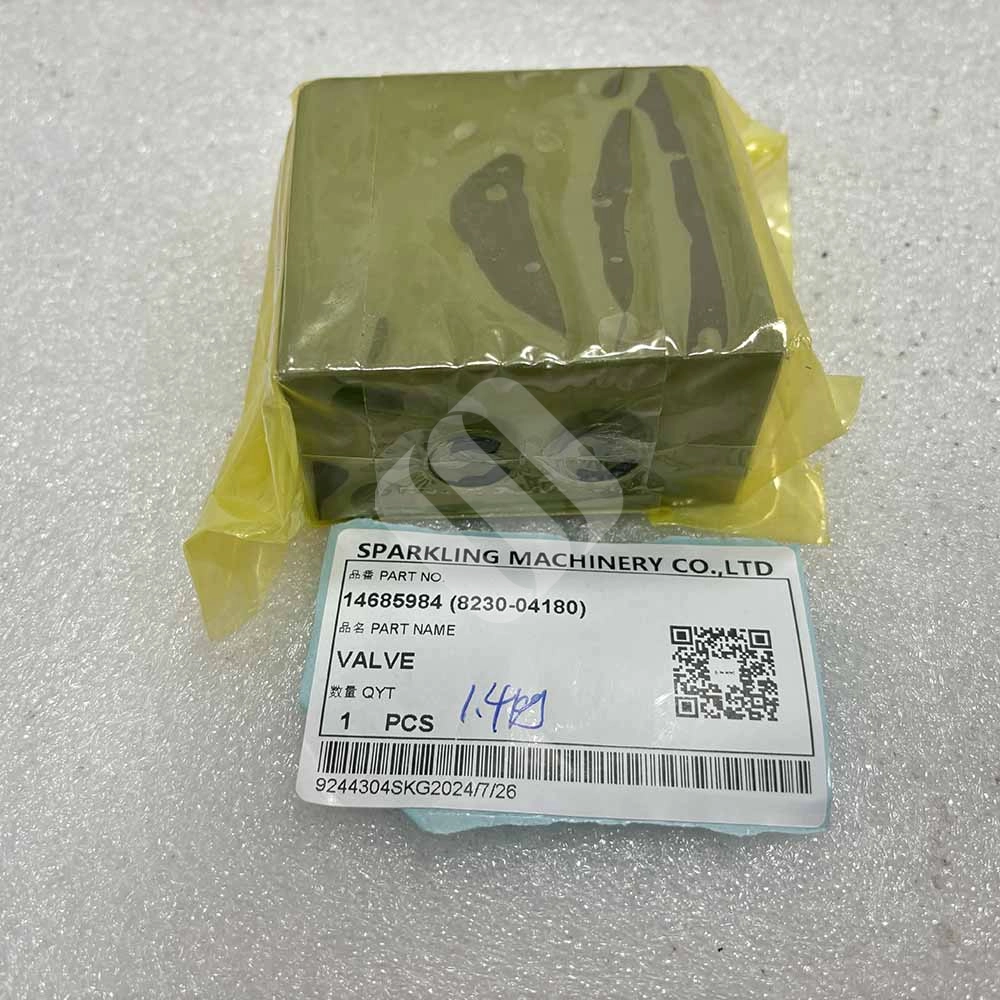 SPARKLING MACHINERY CO.,LTD
品番 PART NO.
14685984 (8230-04180)
品名 PART NAME
VALVE
数量 QYT
1 PCS 1.4kg
9244304SKG2024/7/26